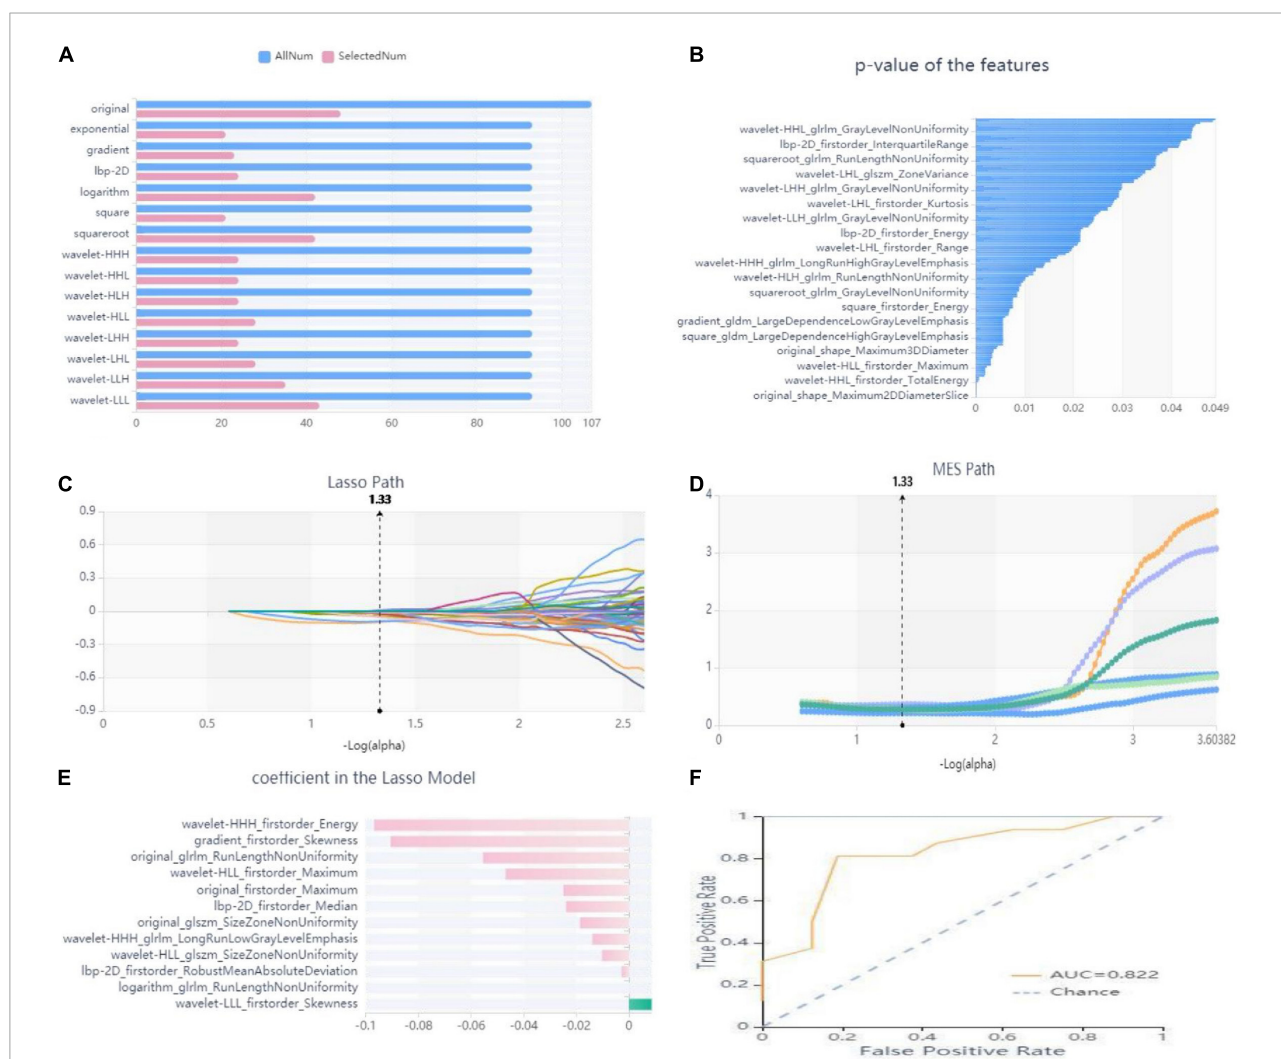 A
AllNum
SelectedNum
original
exponential
gradient
lbp-2D
logarithm
square
squareroot
wavelet-HHH
wavelet-HHL
wavelet-HLH
wavelet-HLL
wavelet-LHH
wavelet-LHL
wavelet-LLH
wavelet-LLL
0 20 40 60 80 100 107
B
p-value of the features
wavelet-HHL_glrlm_GrayLevelNonUniformity
lbp-2D_firstorder_InterquartileRange
squareroot_glrlm_RunLengthNonUniformity
wavelet-LHL_glszm_ZoneVariance
wavelet-LHH_glrlm_GrayLevelNonUniformity
wavelet-LHL_firstorder_Kurtosis
wavelet-LLH_glrlm_GrayLevelNonUniformity
lbp-2D_firstorder_Energy
wavelet-LHL_firstorder_Range
wavelet-HHH_glrlm_LongRunHighGrayLevelEmphasis
wavelet-HLH_glrlm_RunLengthNonUniformity
squareroot_glrlm_GrayLevelNonUniformity
square_firstorder_Energy
gradient_gldm_LargeDependenceLowGrayLevelEmphasis
square_gldm_LargeDependenceHighGrayLevelEmphasis
original_shape_Maximum3DDiameter
wavelet-HLL_firstorder_Maximum
wavelet-HHL_firstorder_TotalEnergy
original_shape_Maximum2DDiameterSlice
0 0.01 0.02 0.03 0.04 0.049
C
Lasso Path
1.33
0.9
0.6
0.3
0
-0.3
-0.6
-0.9
0 0.5 1 1.5 2 2.5
-Log(alpha)
D
MES Path
1.33
4
3
2
1
0
0 1 2 3 3.60382
-Log(alpha)
E
coefficient in the Lasso Model
wavelet-HHH_firstorder_Energy
gradient_firstorder_Skewness
original_glrlm_RunLengthNonUniformity
wavelet-HLL_firstorder_Maximum
original_firstorder_Maximum
lbp-2D_firstorder_Median
original_glszm_SizeZoneNonUniformity
wavelet-HHH_glrlm_LongRunLowGrayLevelEmphasis
wavelet-HLL_glszm_SizeZoneNonUniformity
lbp-2D_firstorder_RobustMeanAbsoluteDeviation
logarithm_glrlm_RunLengthNonUniformity
wavelet-LLL_firstorder_Skewness
-0.1 -0.08 -0.06 -0.04 -0.02 0
F
True Positive Rate
1
0.8
0.6
0.4
0.2
0
AUC=0.822
Chance
0 0.2 0.4 0.6 0.8 1
False Positive Rate